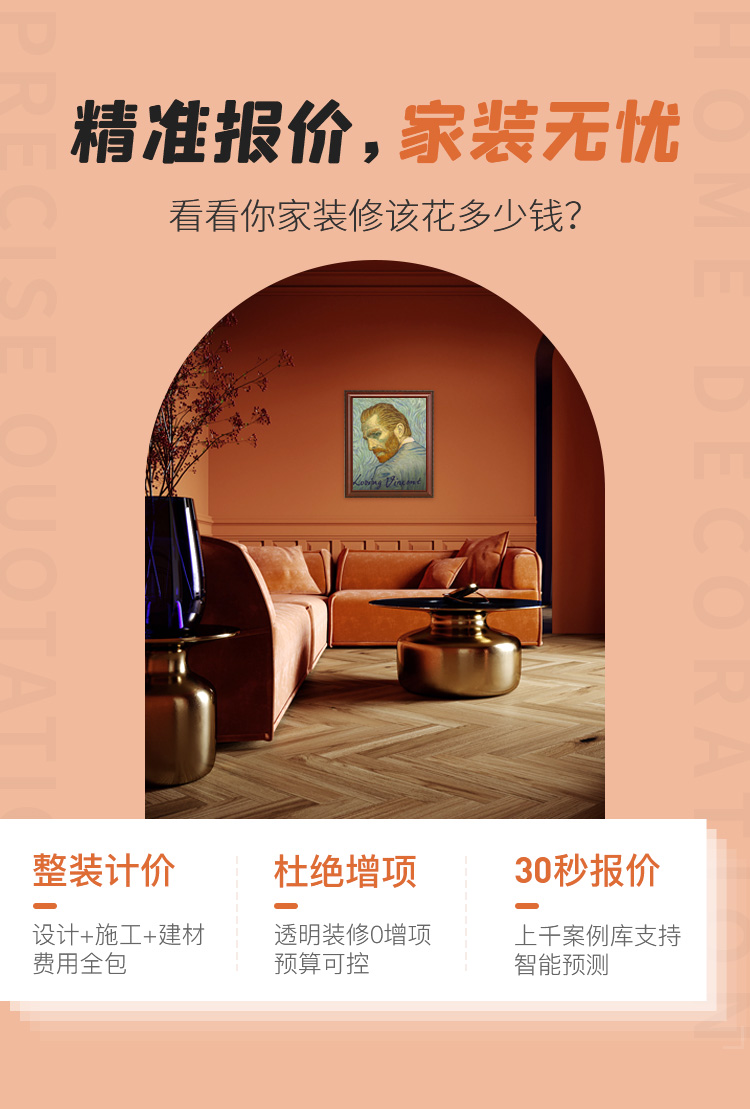 精准报价，家装无忧
看看你家装修该花多少钱？
PRECISE QUOTATIO
HOME DECORATION
Loving Vincent
整装计价
设计+施工+建材
费用全包
杜绝增项
透明装修0增项
预算可控
30秒报价
上千案例库支持
智能预测